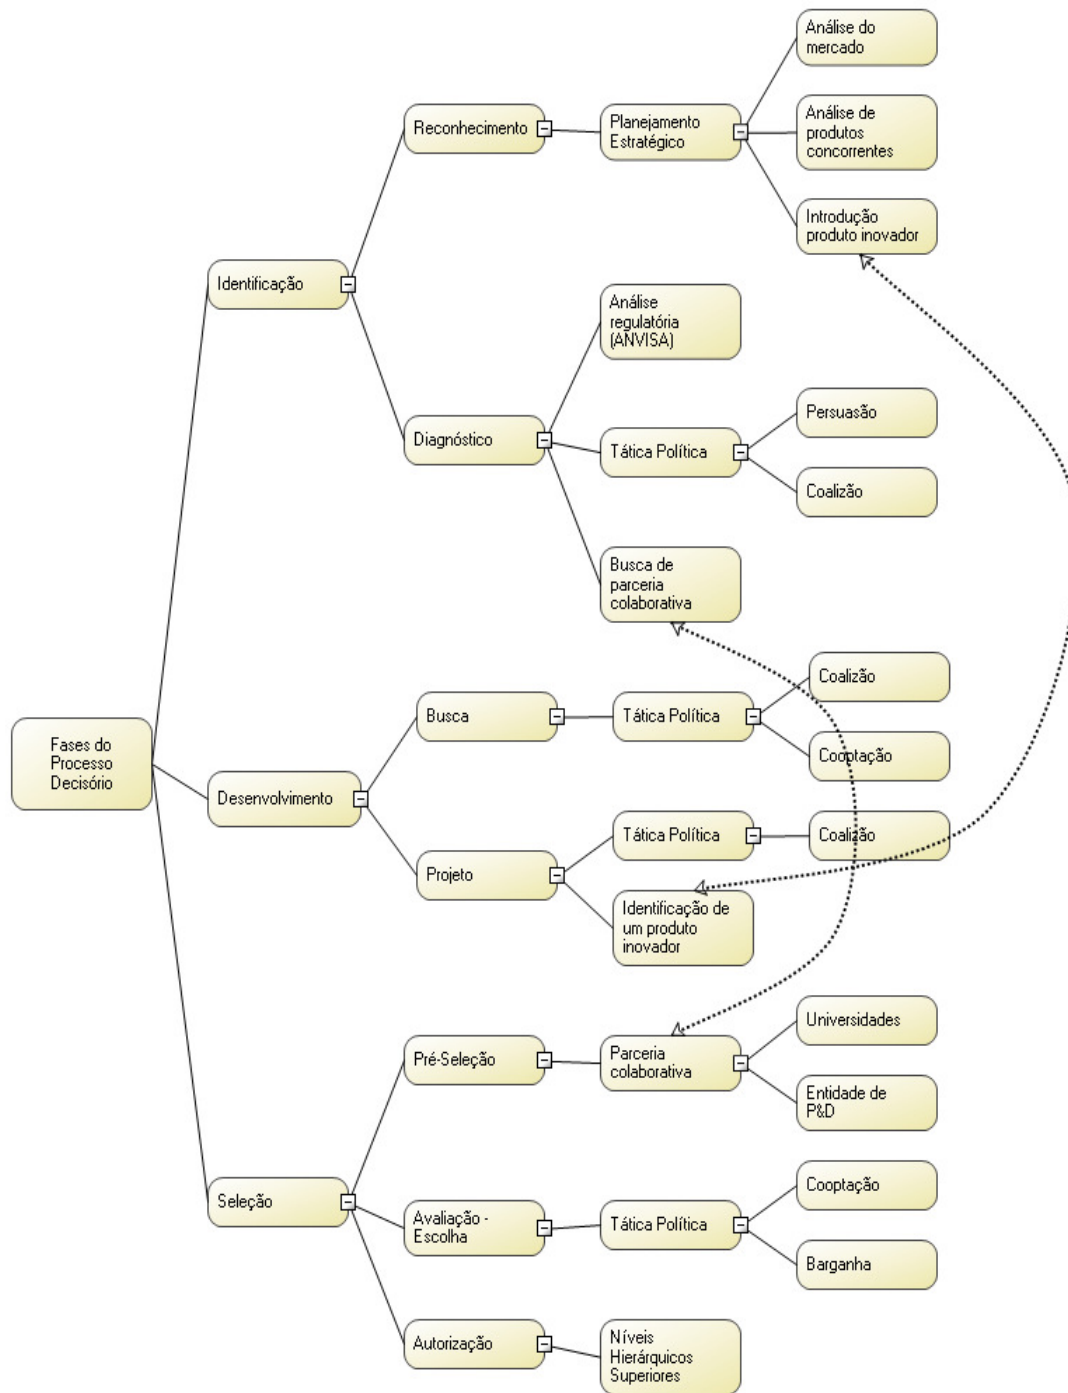 Fases do
Processo
Decisório
Identificação
Reconhecimento
Planejamento
Estratégico
Análise do
mercado
Análise de
produtos
concorrentes
Introdução
produto inovador
Diagnóstico
Análise
regulatória
(ANVISA)
Tática Política
Persuasão
Coalizão
Busca de
parceria
colaborativa
Desenvolvimento
Busca
Tática Política
Coalizão
Cooptação
Projeto
Tática Política
Coalizão
Identificação de
um produto
inovador
Seleção
Pré-Seleção
Parceria
colaborativa
Universidades
Entidade de
P&D
Avaliação -
Escolha
Tática Política
Cooptação
Barganha
Autorização
Níveis
Hierárquicos
Superiores